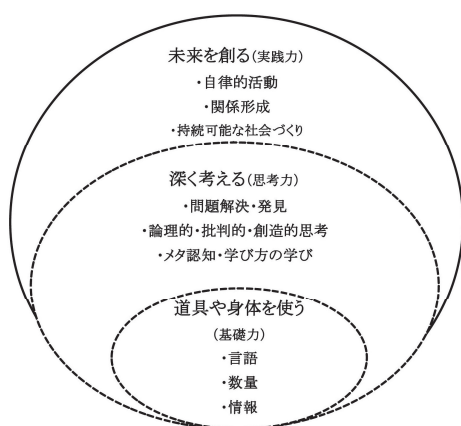 未来を創る(実践力)
・自律的活動
・関係形成
・持続可能な社会づくり
深く考える(思考力)
・問題解決・発見
・論理的・批判的・創造的思考
・メタ認知・学び方の学び
道具や身体を使う
(基礎力)
・言語
・数量
・情報